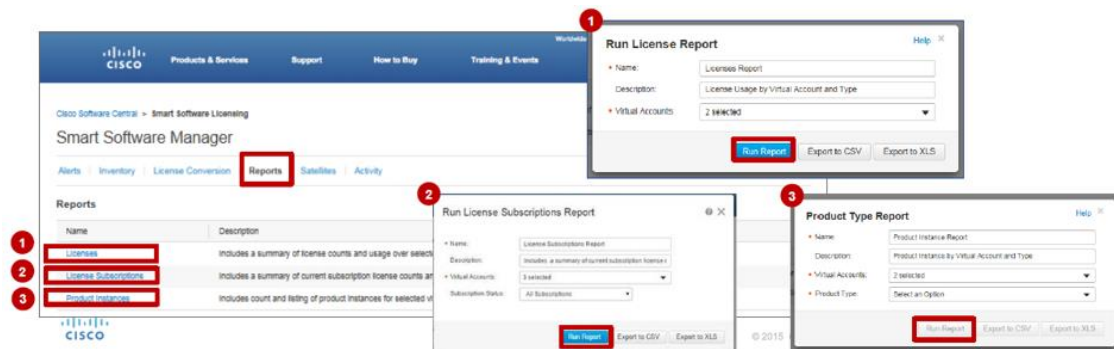 Worldwide
CISCO
Products & Services
Support
How to Buy
Training & Events
Cisco Software Central > Smart Software Licensing
Smart Software Manager
Alerts
Inventory
License Conversion
Reports
Satellites
Activity
Reports
Name
Description
1
Licenses
Includes a summary of license counts and usage over select
2
License Subscriptions
Includes a summary of current subscription license counts an
3
Product Instances
Includes count and listing of product instances for selected vi
CISCO
© 2015
1
Run License Report
Help
* Name:
Licenses Report
Description:
License Usage by Virtual Account and Type
* Virtual Accounts
2 selected
Run Report
Export to CSV
Export to XLS
2
Run License Subscriptions Report
* Name:
License Subscriptions Report
Description:
Includes a summary of current subscription license
* Virtual Accounts:
3 selected
Subscription Status:
All Subscriptions
Run Report
Export to CSV
Export to XLS
3
Product Type Report
Help
* Name:
Product Instance Report
Description:
Product Instance by Virtual Account and Type
* Virtual Accounts:
2 selected
* Product Type:
Select an Option
Run Report
Export to CSV
Export to XLS